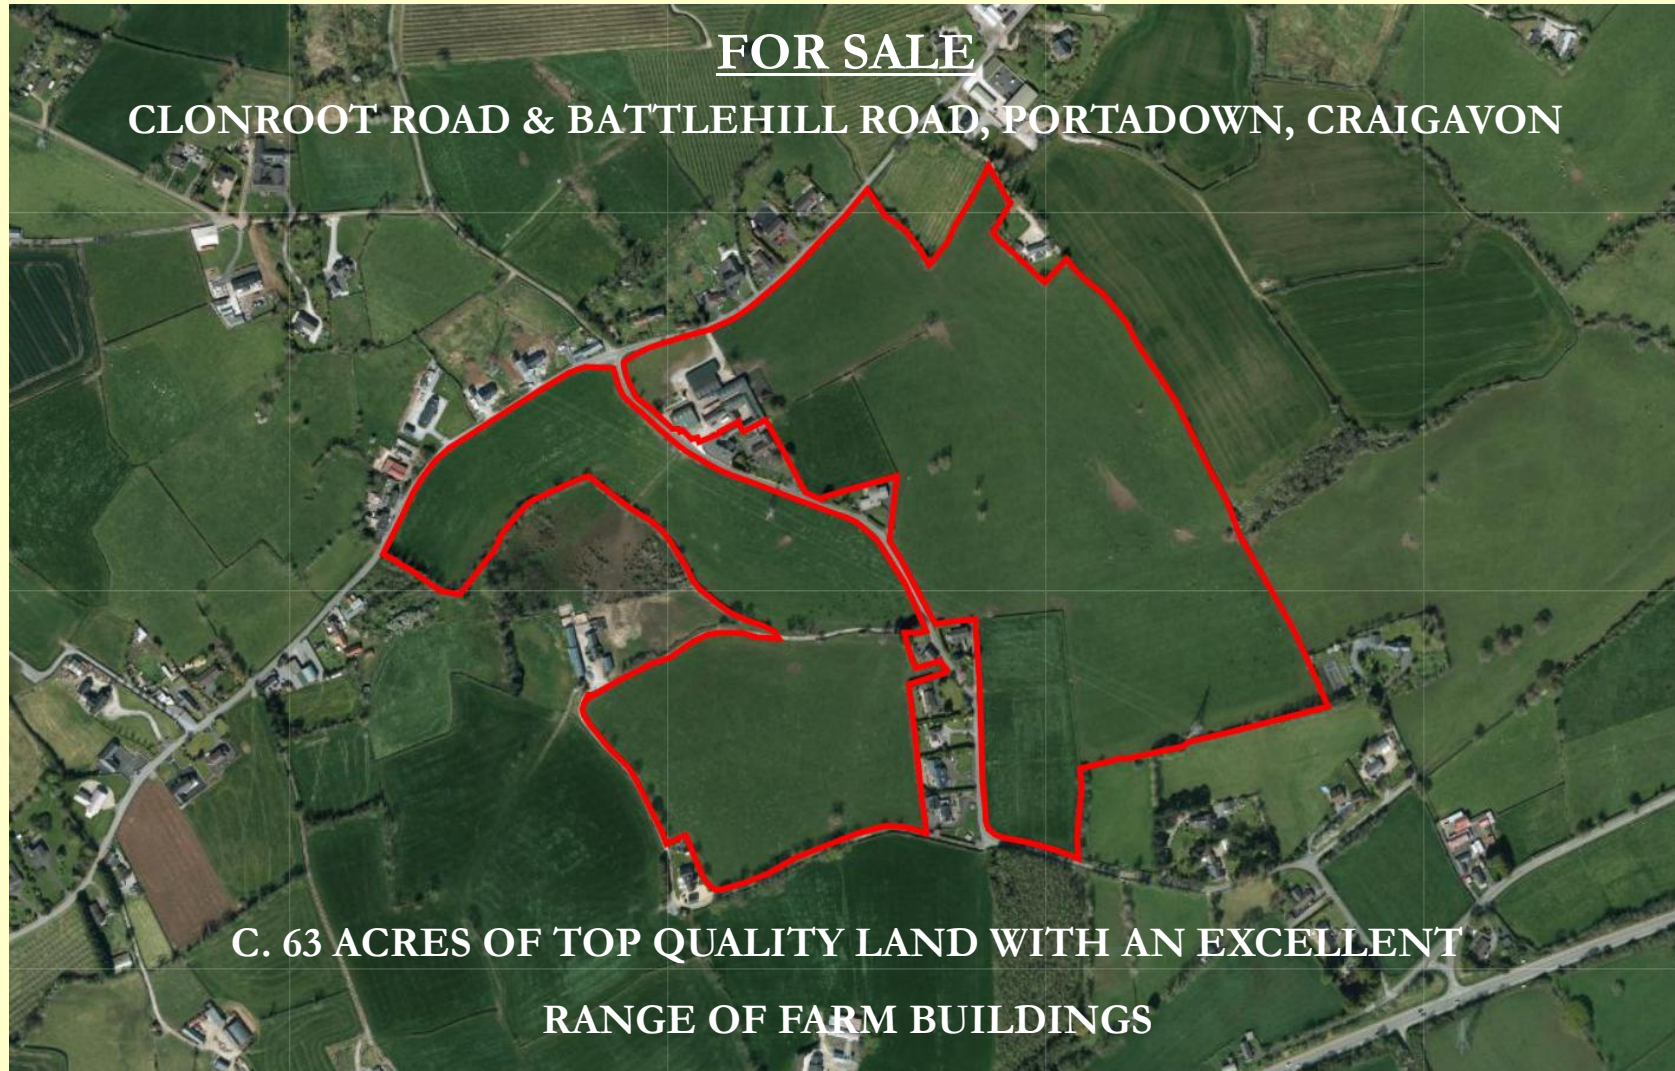 FOR SALE
CLONROOT ROAD & BATTLEHILL ROAD, PORTADOWN, CRAIGAVON
C. 63 ACRES OF TOP QUALITY LAND WITH AN EXCELLENT
RANGE OF FARM BUILDINGS